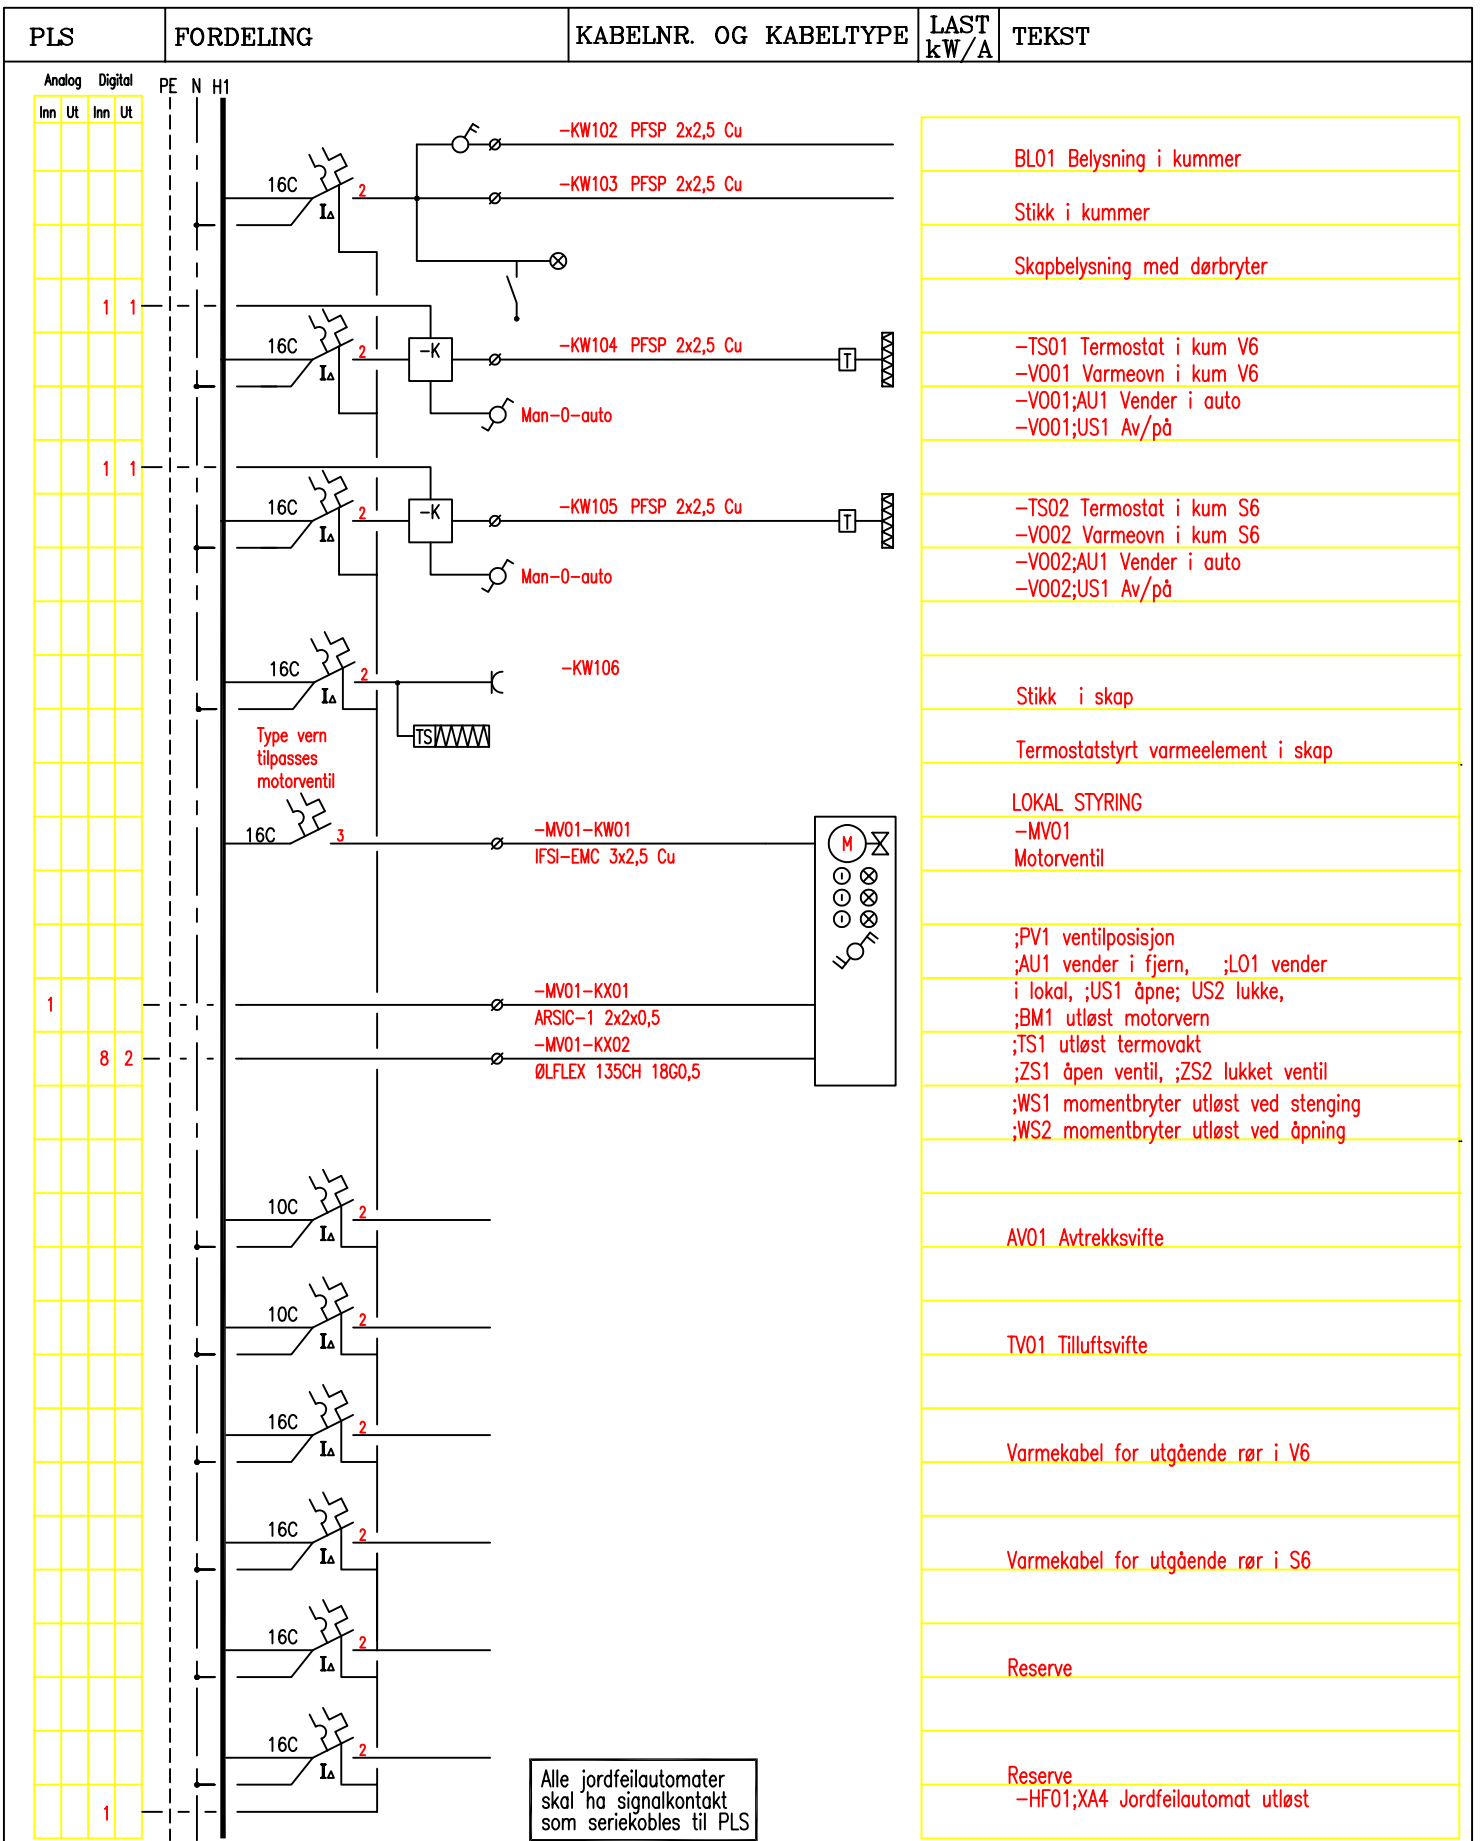 PLS FORDELING KABELNR. OG KABELTYPE LAST kW/A TEKST
Analog Digital PE N H1
Inn Ut Inn Ut
-KW102 PFSP 2x2,5 Cu
BL01 Belysning i kummer
16C 2 -KW103 PFSP 2x2,5 Cu
I∆ Stikk i kummer
Skapbelysning med dørbryter
1 1
16C 2 -K -KW104 PFSP 2x2,5 Cu T -TS01 Termostat i kum V6
I∆ -VO01 Varmeovn i kum V6
Man-0-auto -VO01;AU1 Vender i auto
-VO01;US1 Av/på
1 1
16C 2 -K -KW105 PFSP 2x2,5 Cu T -TS02 Termostat i kum S6
I∆ -VO02 Varmeovn i kum S6
Man-0-auto -VO02;AU1 Vender i auto
-VO02;US1 Av/på
16C 2 -KW106
I∆ Stikk i skap
TS Termostatstyrt varmeelement i skap
Type vern
tilpasses
motorventil
LOKAL STYRING
16C 3 -MV01-KW01 M -MV01
IFSI-EMC 3x2,5 Cu Motorventil
;PV1 ventilposisjon
;AU1 vender i fjern, ;LO1 vender
1 -MV01-KX01 i lokal, ;US1 åpne; US2 lukke,
ARSIC-1 2x2x0,5 ;BM1 utløst motorvern
8 2 -MV01-KX02 ;TS1 utløst termovakt
ØLFLEX 135CH 18G0,5 ;ZS1 åpen ventil, ;ZS2 lukket ventil
;WS1 momentbryter utløst ved stenging
;WS2 momentbryter utløst ved åpning
10C 2
I∆ AV01 Avtrekksvifte
10C 2
I∆ TV01 Tilluftsvifte
16C 2
I∆ Varmekabel for utgående rør i V6
16C 2
I∆ Varmekabel for utgående rør i S6
16C 2
I∆ Reserve
16C 2
I∆ Reserve
1 -HF01;XA4 Jordfeilautomat utløst
Alle jordfeilautomater
skal ha signalkontakt
som seriekobles til PLS